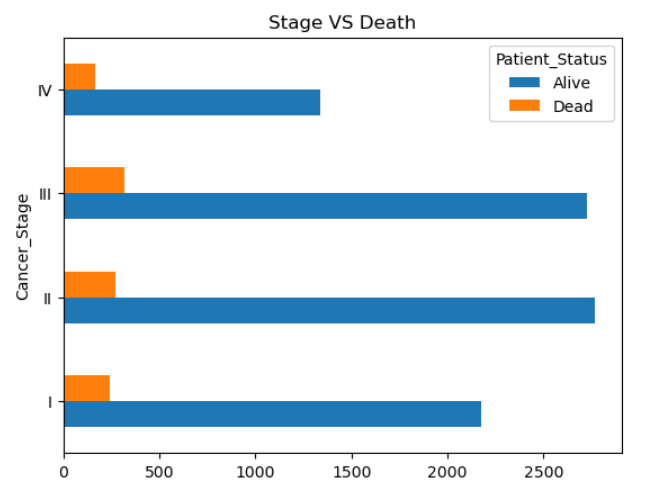 Stage VS Death
Patient_Status
Alive
Dead
Cancer_Stage
IV
III
II
I
0 500 1000 1500 2000 2500